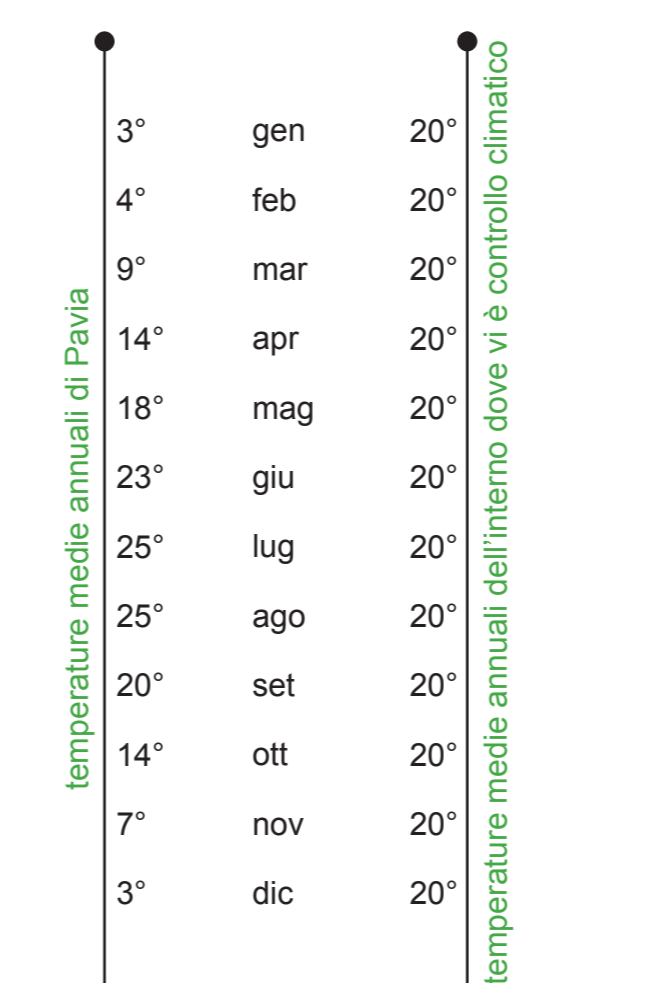 temperature medie annuali di Pavia
3° gen 20°
4° feb 20°
9° mar 20°
14° apr 20°
18° mag 20°
23° giu 20°
25° lug 20°
25° ago 20°
20° set 20°
14° ott 20°
7° nov 20°
3° dic 20°
temperature medie annuali dell'interno dove vi è controllo climatico